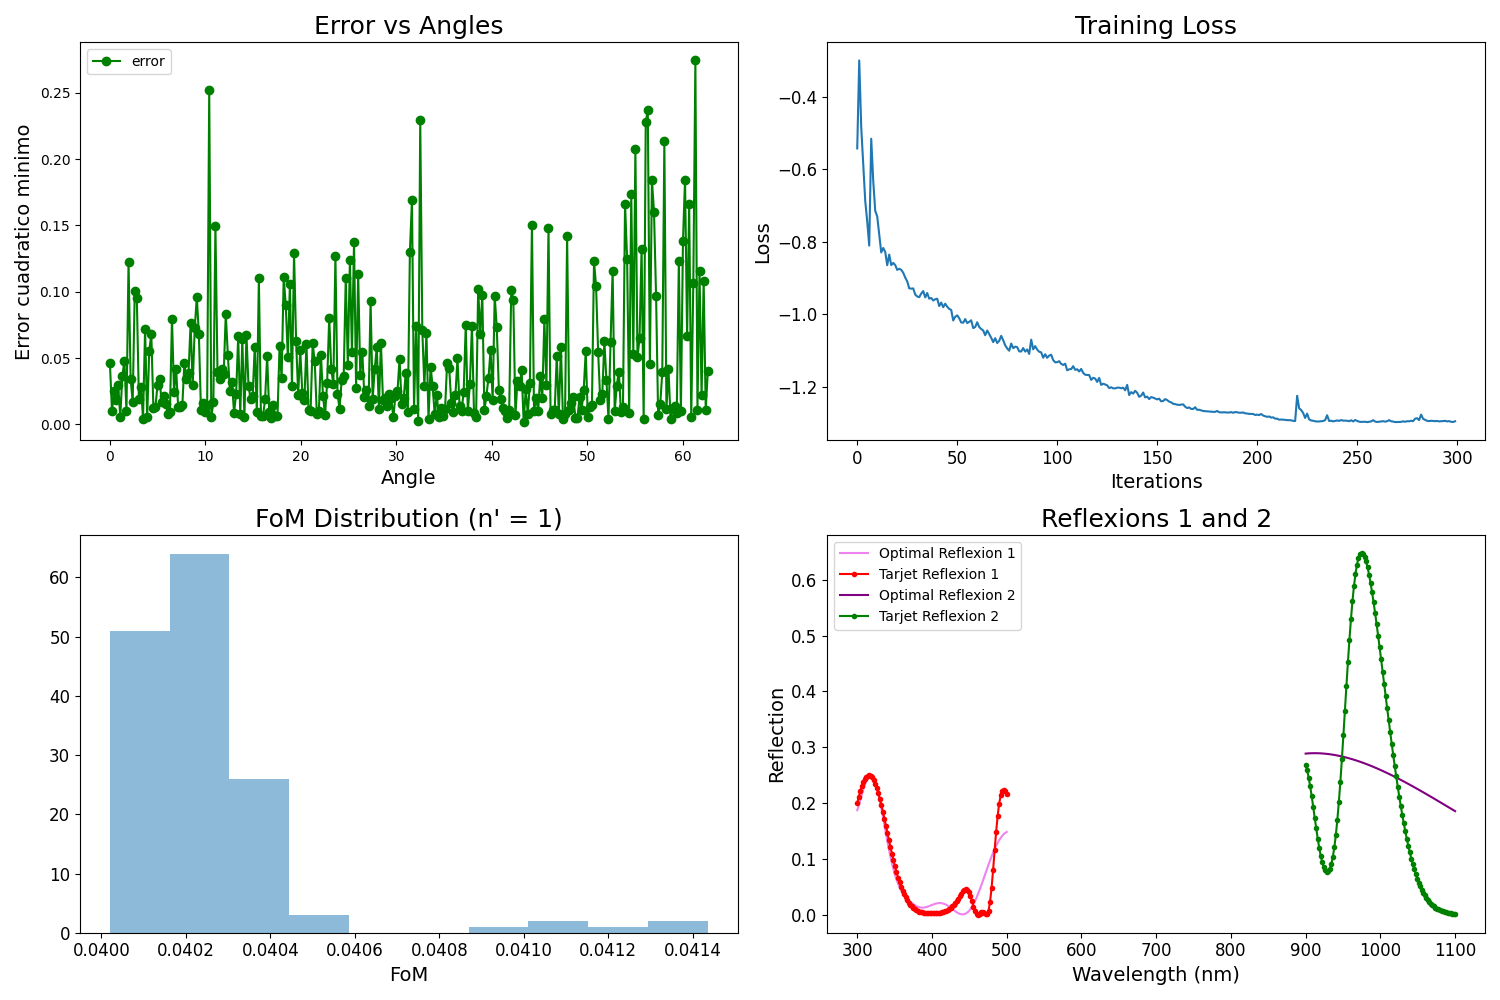 Error vs Angles
error
Error cuadratico minimo
0.25
0.20
0.15
0.10
0.05
0.00
0 10 20 30 40 50 60
Angle
Training Loss
Loss
−0.4
−0.6
−0.8
−1.0
−1.2
0 50 100 150 200 250 300
Iterations
FoM Distribution (n' = 1)
60
50
40
30
20
10
0
0.0400 0.0402 0.0404 0.0406 0.0408 0.0410 0.0412 0.0414
FoM
Reflexions 1 and 2
Optimal Reflexion 1
Tarjet Reflexion 1
Optimal Reflexion 2
Tarjet Reflexion 2
Reflection
0.6
0.5
0.4
0.3
0.2
0.1
0.0
300 400 500 600 700 800 900 1000 1100
Wavelength (nm)